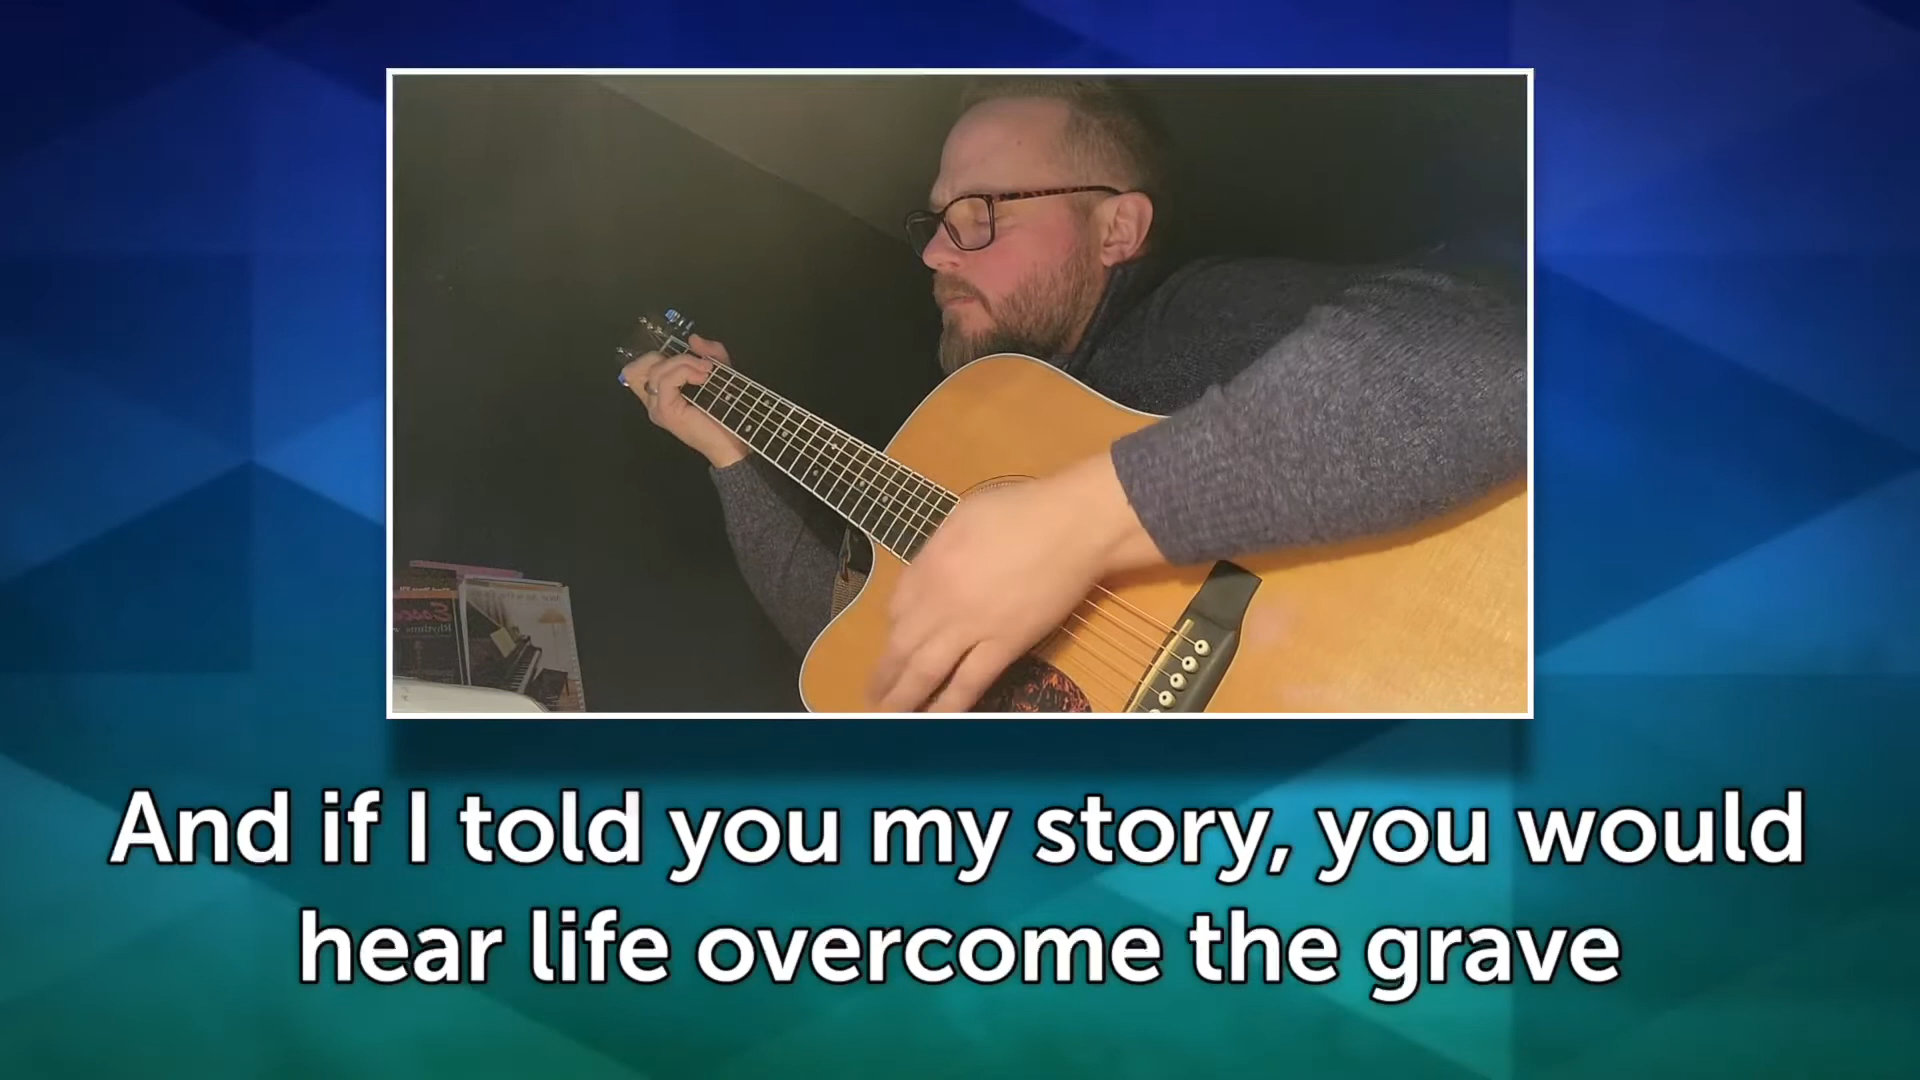 And if I told you my story, you would
hear life overcome the grave